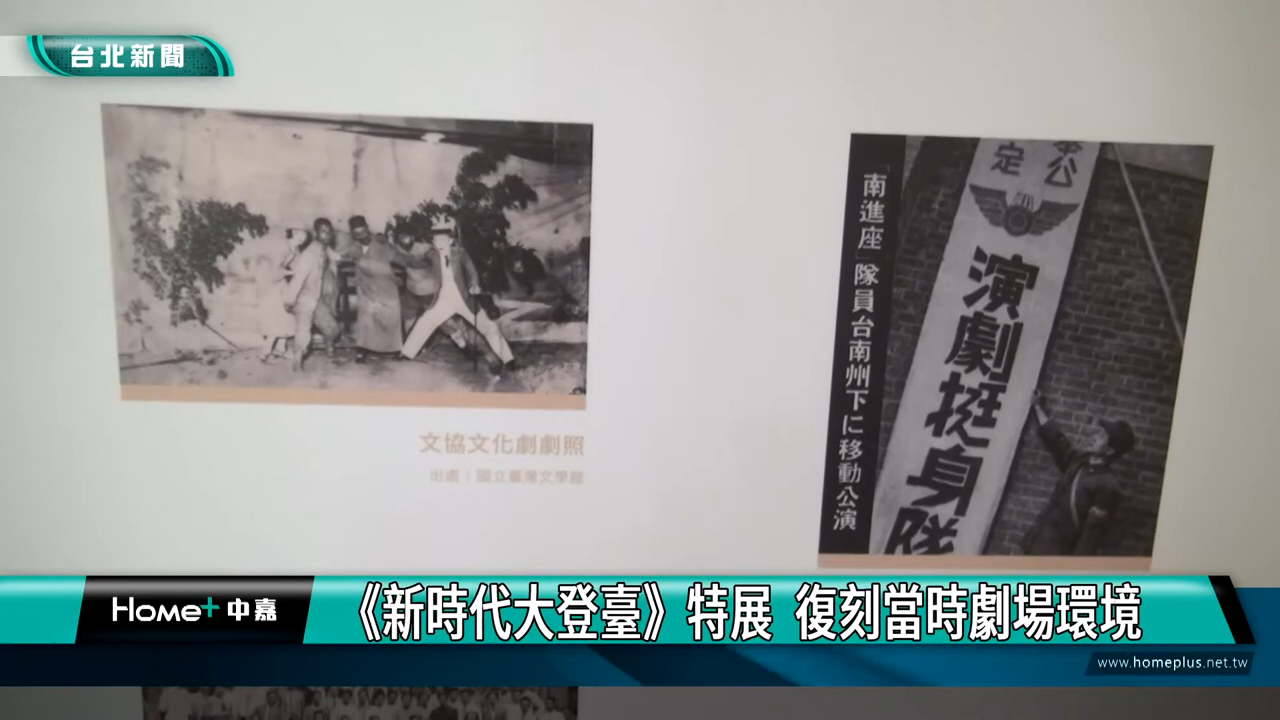 台北新聞
文協文化劇劇照
出處：國立臺灣文學館
「南進座」隊員台南州下に移動公演
演劇挺身隊
Home+ 中嘉
《新時代大登臺》特展 復刻當時劇場環境
www.homeplus.net.tw